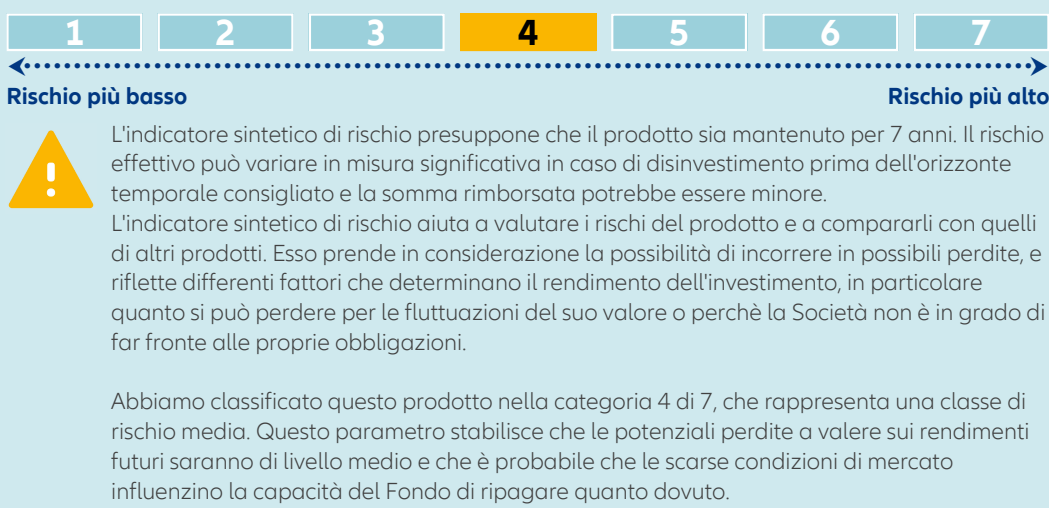 1 2 3 4 5 6 7
Rischio più basso Rischio più alto
L'indicatore sintetico di rischio presuppone che il prodotto sia mantenuto per 7 anni. Il rischio
effettivo può variare in misura significativa in caso di disinvestimento prima dell'orizzonte
temporale consigliato e la somma rimborsata potrebbe essere minore.
L'indicatore sintetico di rischio aiuta a valutare i rischi del prodotto e a compararli con quelli
di altri prodotti. Esso prende in considerazione la possibilità di incorrere in possibili perdite, e
riflette differenti fattori che determinano il rendimento dell'investimento, in particolare
quanto si può perdere per le fluttuazioni del suo valore o perchè la Società non è in grado di
far fronte alle proprie obbligazioni.
Abbiamo classificato questo prodotto nella categoria 4 di 7, che rappresenta una classe di
rischio media. Questo parametro stabilisce che le potenziali perdite a valere sui rendimenti
futuri saranno di livello medio e che è probabile che le scarse condizioni di mercato
influenzino la capacità del Fondo di ripagare quanto dovuto.